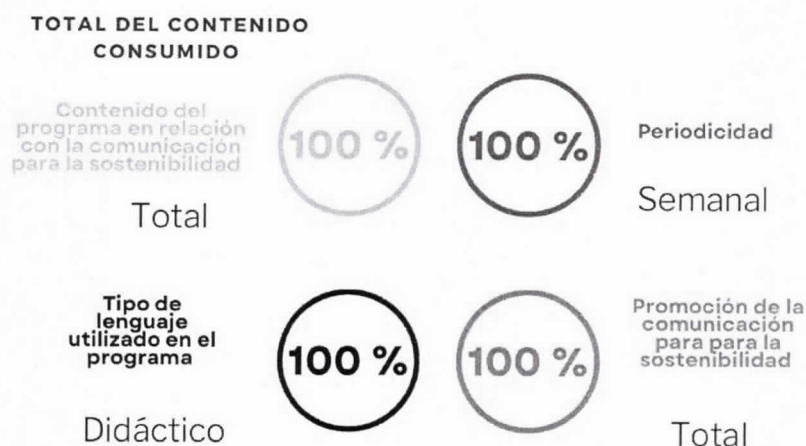 TOTAL DEL CONTENIDO
CONSUMIDO
Contenido del
programa en relación
con la comunicación
para la sostenibilidad
Total
100 %
100 %
Periodicidad
Semanal
Tipo de
lenguaje
utilizado en el
programa
Didáctico
100 %
100 %
Promoción de la
comunicación
para para la
sostenibilidad
Total